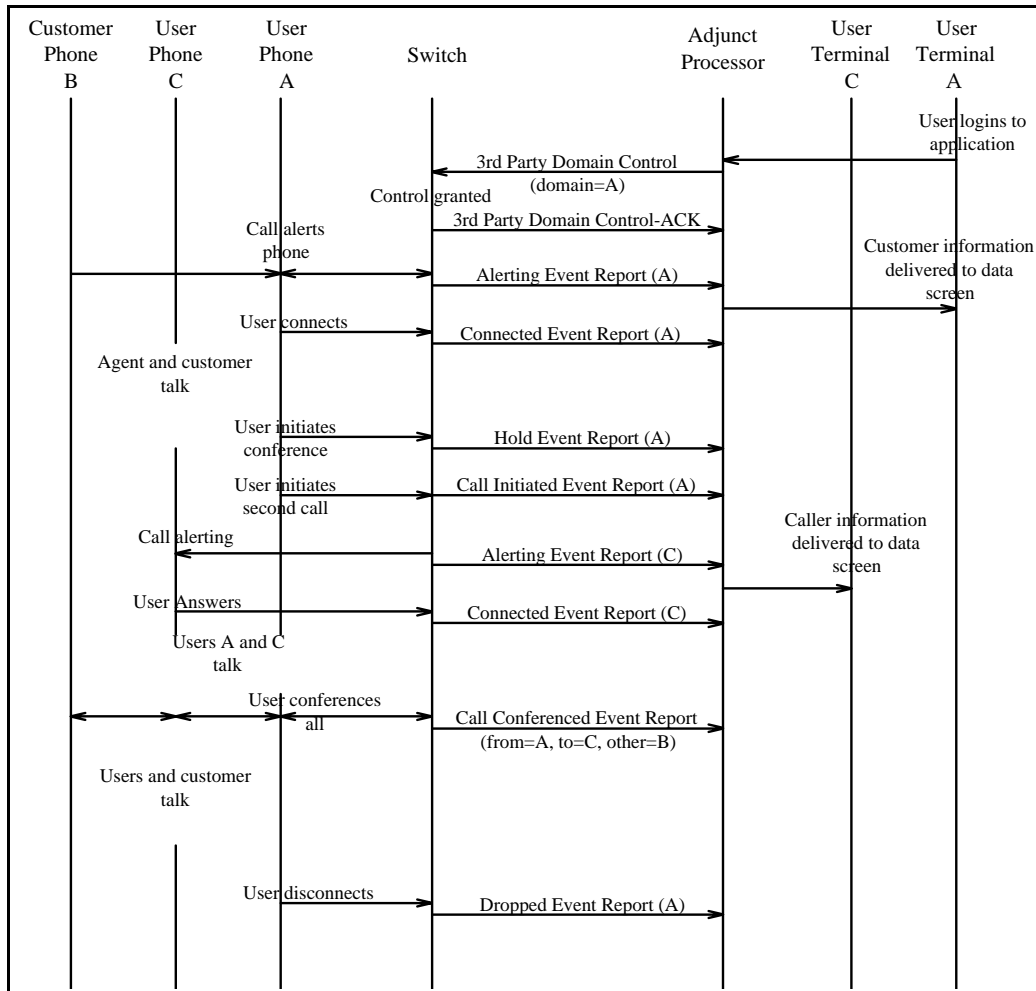 Customer
Phone
B
User
Phone
C
User
Phone
A
Switch
Adjunct
Processor
User
Terminal
C
User
Terminal
A
User logins to
application
3rd Party Domain Control
(domain=A)
Control granted
3rd Party Domain Control-ACK
Call alerts
phone
Customer information
delivered to data
screen
Alerting Event Report (A)
User connects
Connected Event Report (A)
Agent and customer
talk
User initiates
conference
Hold Event Report (A)
User initiates
second call
Call Initiated Event Report (A)
Caller information
delivered to data
screen
Call alerting
Alerting Event Report (C)
User Answers
Connected Event Report (C)
Users A and C
talk
User conferences
all
Call Conferenced Event Report
(from=A, to=C, other=B)
Users and customer
talk
User disconnects
Dropped Event Report (A)